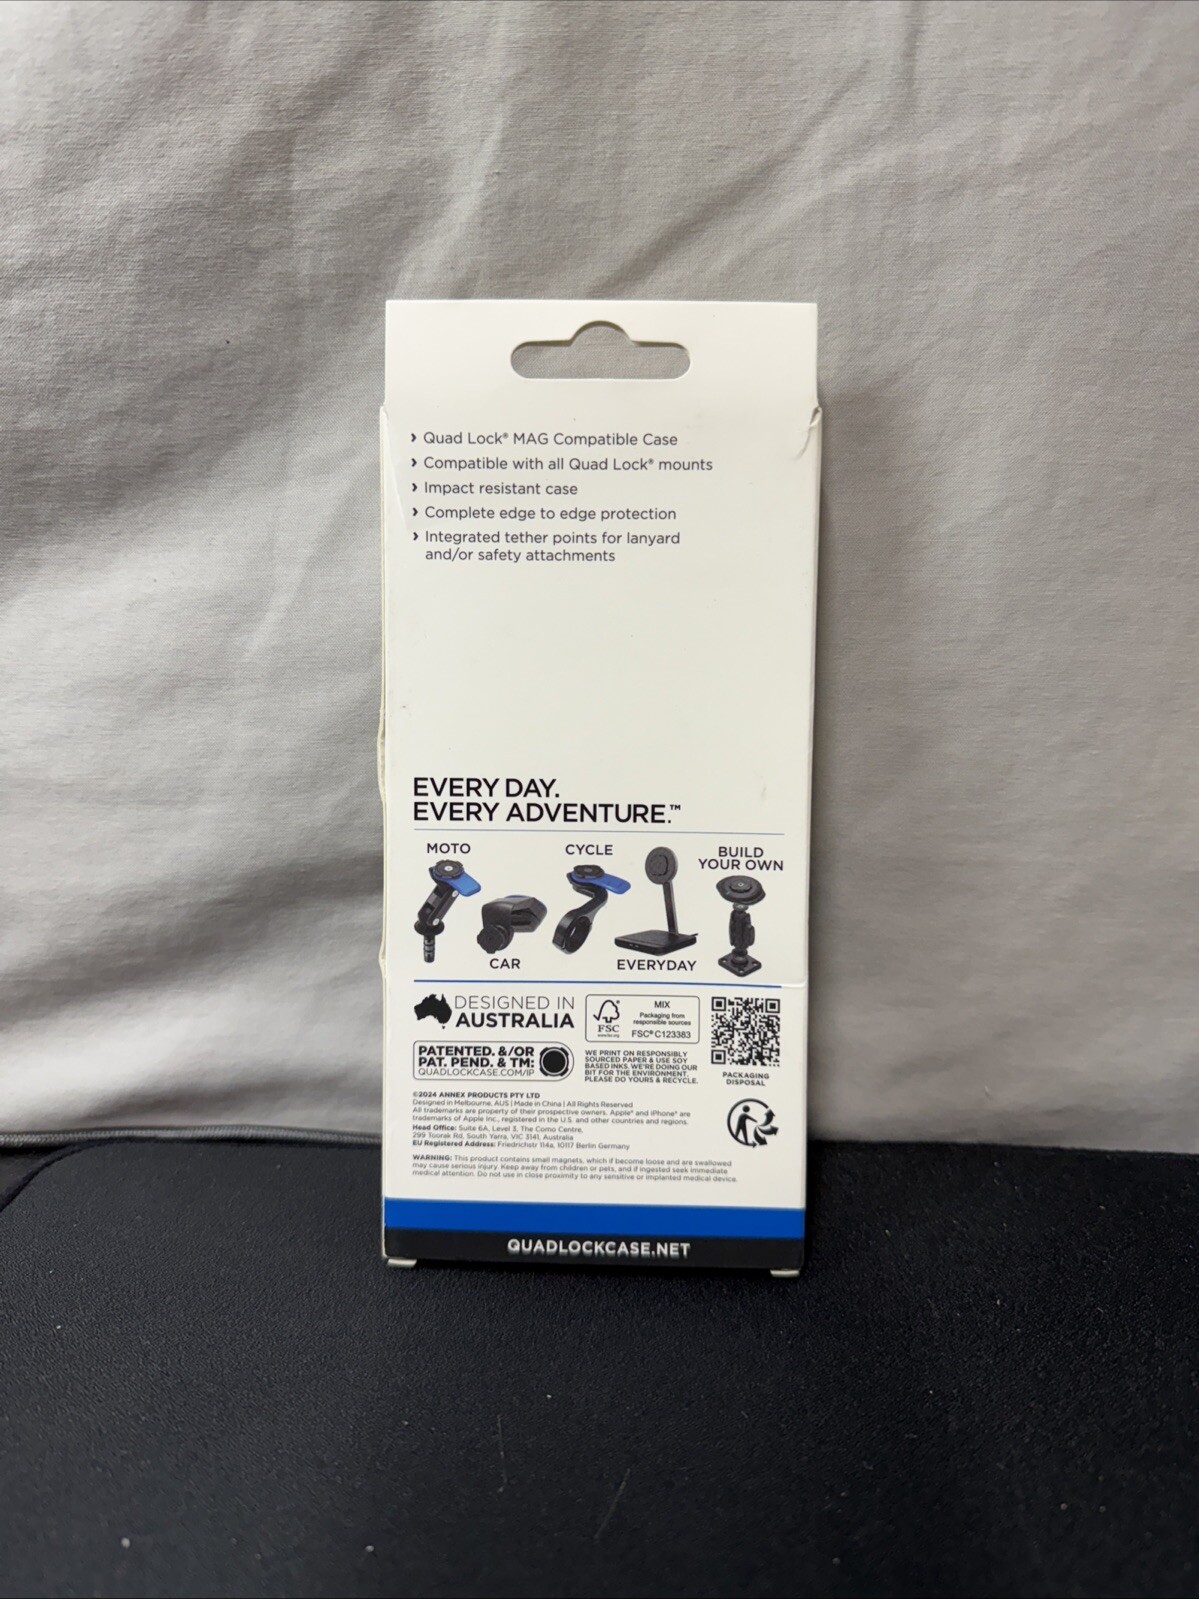 › Quad Lock® MAG Compatible Case
› Compatible with all Quad Lock® mounts
› Impact resistant case
› Complete edge to edge protection
› Integrated tether points for lanyard
and/or safety attachments
EVERY DAY.
EVERY ADVENTURE.™
MOTO
CYCLE
BUILD
YOUR OWN
CAR
EVERYDAY
DESIGNED IN
AUSTRALIA
FSC
www.fsc.org
MIX
Packaging from
responsible sources
FSC® C123383
PATENTED. &/OR
PAT. PEND. & TM:
QUADLOCKCASE.COM/IP
WE PRINT ON RESPONSIBLY
SOURCED PAPER & USE SOY
BASED INKS. WE'RE DOING OUR
BIT FOR THE ENVIRONMENT.
PLEASE DO YOURS & RECYCLE.
PACKAGING
DISPOSAL
©2024 ANNEX PRODUCTS PTY LTD
Designed in Melbourne, AUS | Made in China | All Rights Reserved
All trademarks are property of their prospective owners. Apple® and iPhone® are
trademarks of Apple Inc., registered in the U.S. and other countries and regions.
Head Office: Suite 6A, Level 3, The Como Centre,
299 Toorak Rd, South Yarra, VIC 3141, Australia
EU Registered Address: Friedrichstr 114a, 10117 Berlin Germany
WARNING: This product contains small magnets, which if become loose and are swallowed
may cause serious injury. Keep away from children or pets, and if ingested seek immediate
medical attention. Do not use in close proximity to any sensitive or implanted medical device.
QUADLOCKCASE.NET